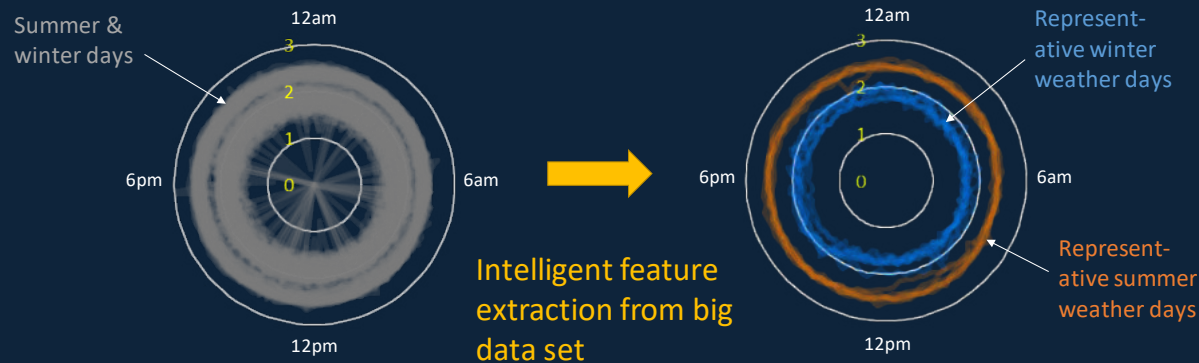 Summer &
winter days
12am
3
2
1
0
6pm
6am
12pm
Intelligent feature
extraction from big
data set
12am
3
2
1
0
6pm
6am
12pm
Represent-
ative winter
weather days
Represent-
ative summer
weather days